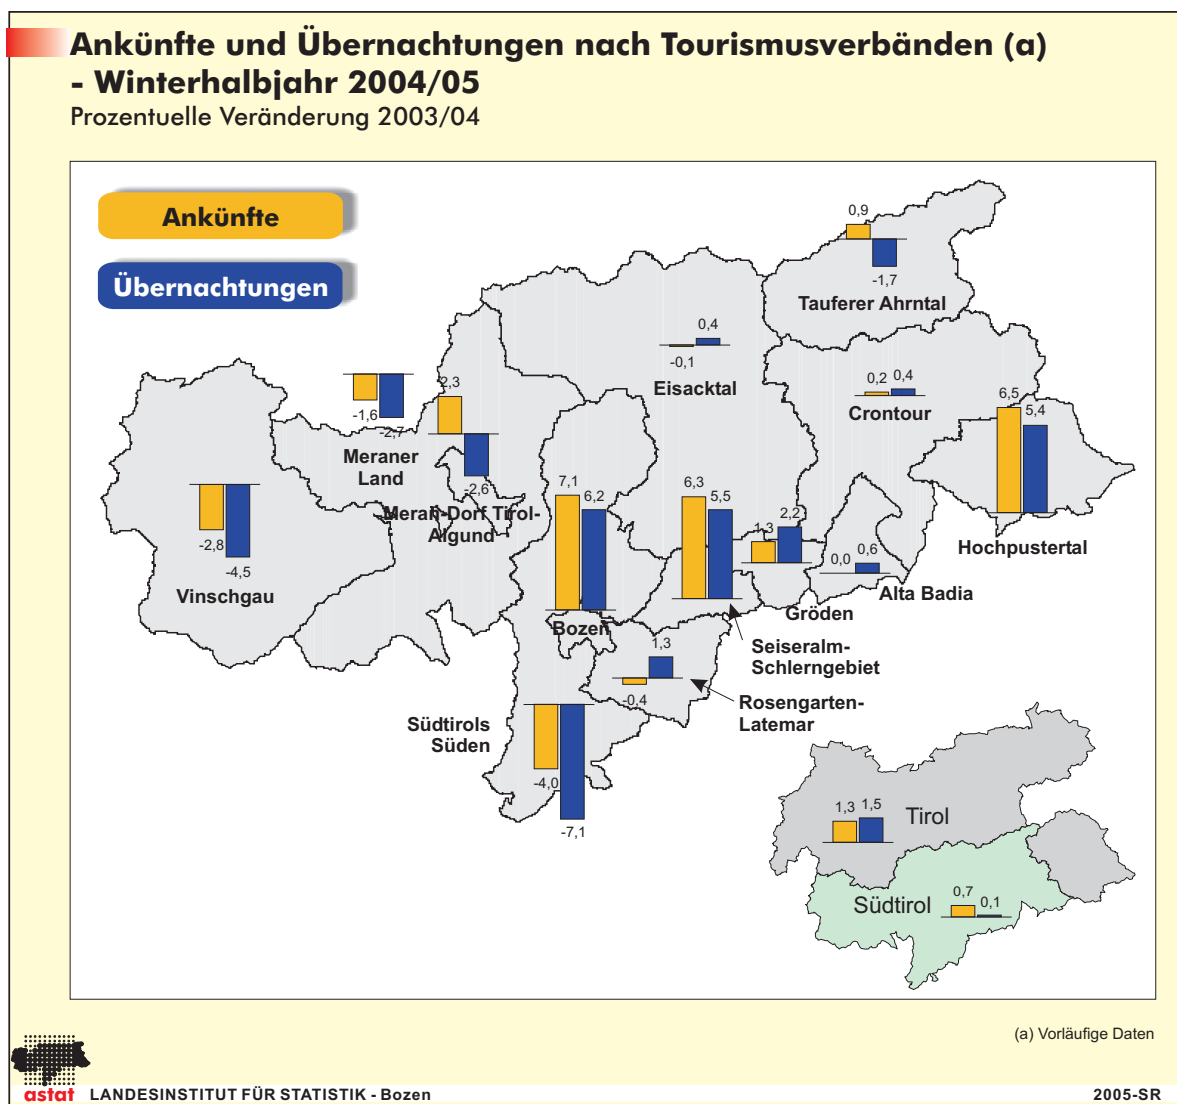 Ankünfte und Übernachtungen nach Tourismusverbänden (a)
- Winterhalbjahr 2004/05
Prozentuelle Veränderung 2003/04
Ankünfte
Übernachtungen
0,9
-1,7
Tauferer Ahrntal
0,4
-0,1
Eisacktal
0,2 0,4
Crontour
6,5
5,4
Hochpustertal
-1,6
-2,7
Meraner
Land
2,3
-2,6
Meran-Dorf Tirol-
Algund
-2,8
-4,5
Vinschgau
7,1
6,2
Bozen
6,3
5,5
Seiseralm-
Schlerngebiet
1,3
2,2
Gröden
0,0
0,6
Alta Badia
1,3
-0,4
Rosengarten-
Latemar
Südtirols
Süden
-4,0
-7,1
1,3 1,5
Tirol
0,7
0,1
Südtirol
(a) Vorläufige Daten
astat LANDESINSTITUT FÜR STATISTIK - Bozen
2005-SR